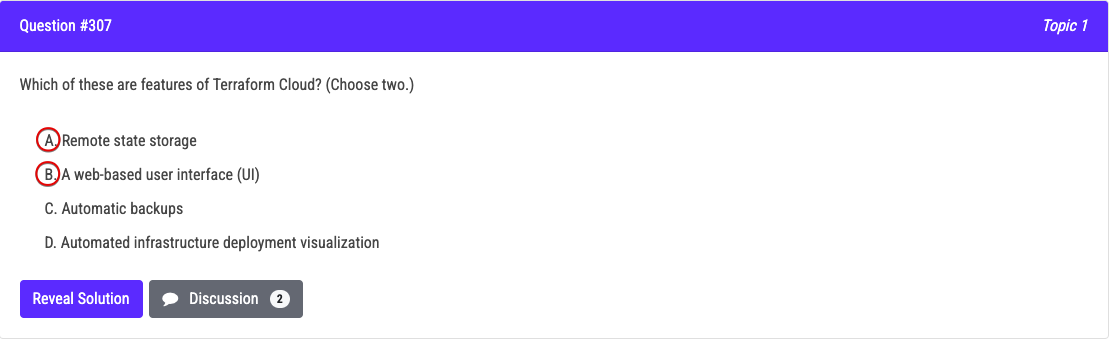 Question #307
Topic 1
Which of these are features of Terraform Cloud? (Choose two.)
A. Remote state storage
B. A web-based user interface (UI)
C. Automatic backups
D. Automated infrastructure deployment visualization
Reveal Solution
Discussion 2